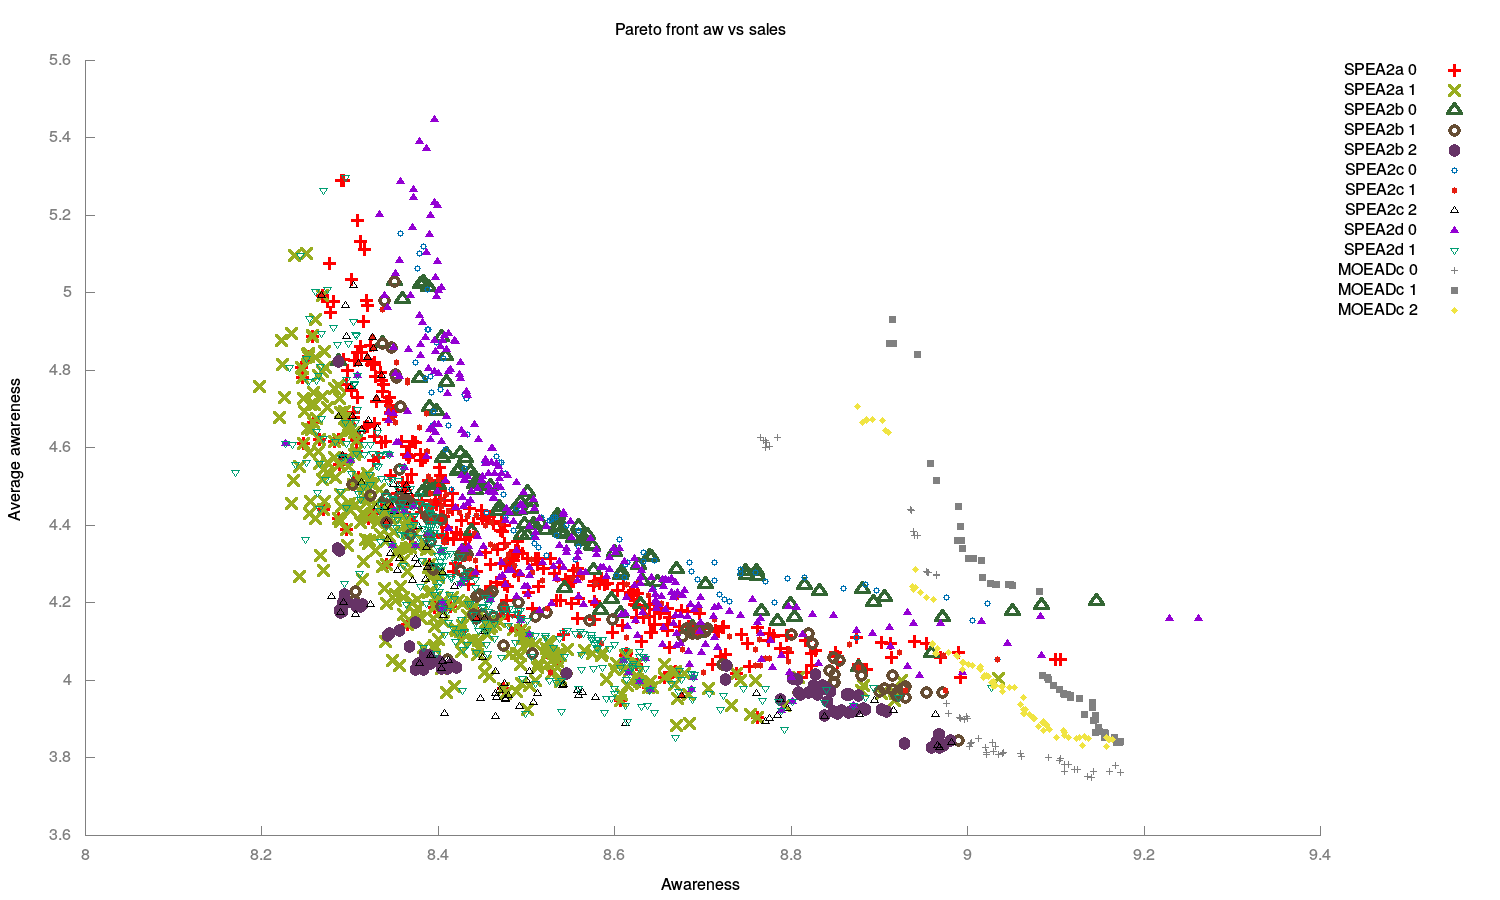 Pareto front aw vs sales
5.6
5.4
5.2
5
4.8
4.6
4.4
4.2
4
3.8
3.6
Average awareness
8
8.2
8.4
8.6
8.8
9
9.2
9.4
Awareness
SPEA2a 0
SPEA2a 1
SPEA2b 0
SPEA2b 1
SPEA2b 2
SPEA2c 0
SPEA2c 1
SPEA2c 2
SPEA2d 0
SPEA2d 1
MOEADc 0
MOEADc 1
MOEADc 2